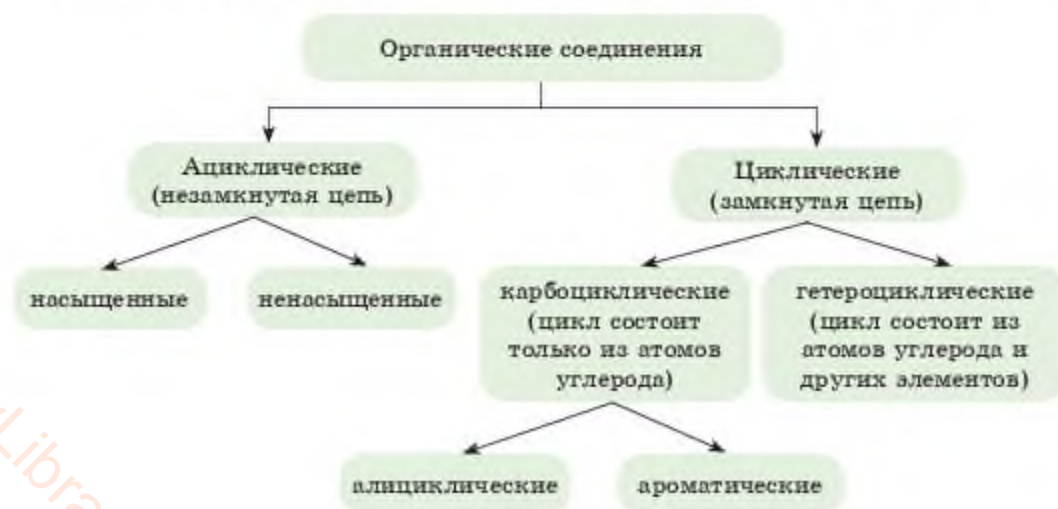 Органические соединения
Ациклические
(незамкнутая цепь)
Циклические
(замкнутая цепь)
насыщенные
ненасыщенные
карбоциклические
(цикл состоит
только из атомов
углерода)
гетероциклические
(цикл состоит из
атомов углерода и
других элементов)
алициклические
ароматические